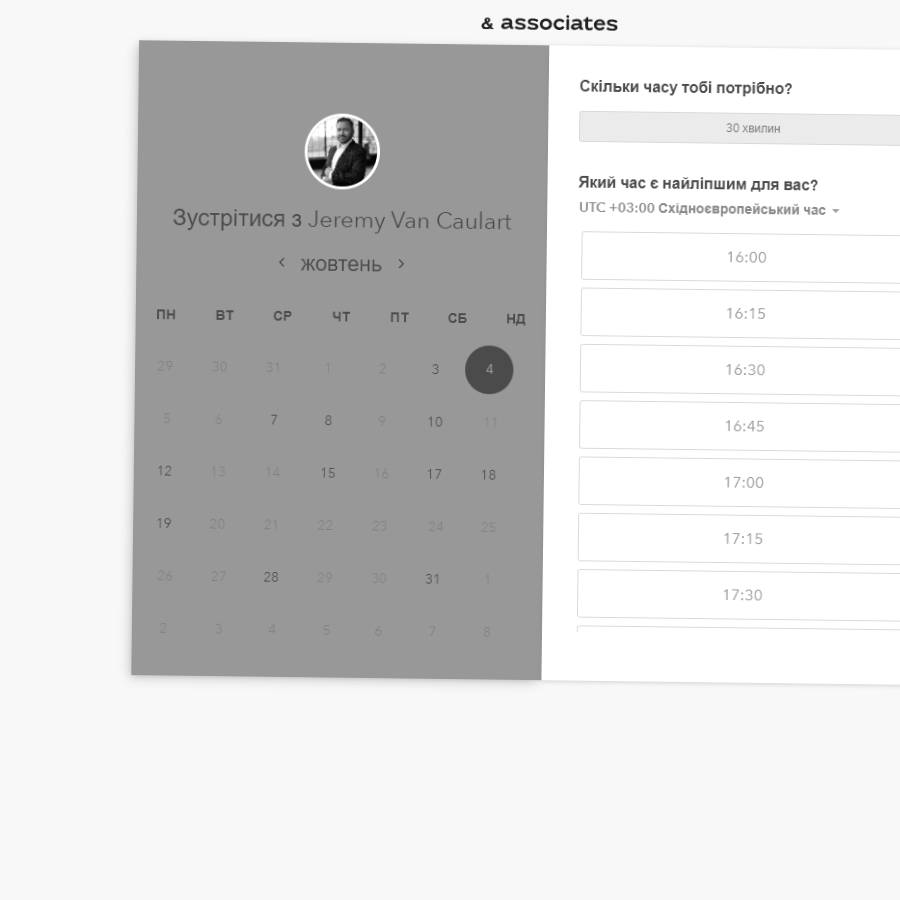 & associates
Зустрітися з Jeremy Van Caulart
жовтень
ПН ВТ СР ЧТ ПТ СБ НД
29 30 31 1 2 3 4
5 6 7 8 9 10 11
12 13 14 15 16 17 18
19 20 21 22 23 24 25
26 27 28 29 30 31 1
2 3 4 5 6 7 8
Скільки часу тобі потрібно?
30 хвилин
Який час є найліпшим для вас?
UTC +03:00 Східноєвропейський час
16:00
16:15
16:30
16:45
17:00
17:15
17:30